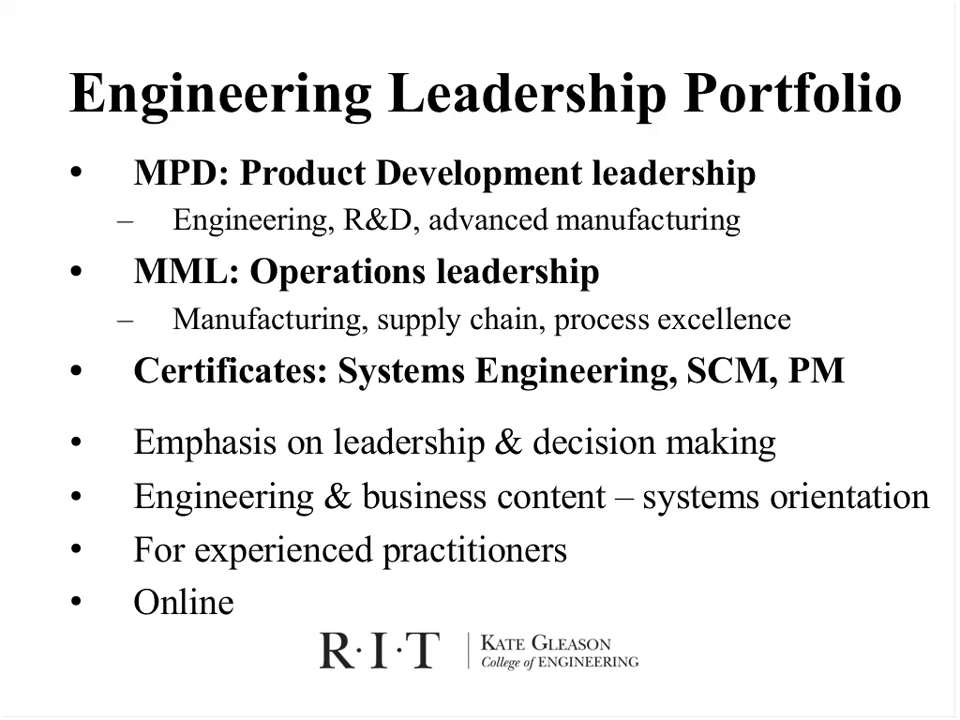 Engineering Leadership Portfolio
• MPD: Product Development leadership
– Engineering, R&D, advanced manufacturing
• MML: Operations leadership
– Manufacturing, supply chain, process excellence
• Certificates: Systems Engineering, SCM, PM
• Emphasis on leadership & decision making
• Engineering & business content – systems orientation
• For experienced practitioners
• Online
R·I·T | KATE GLEASON
College of ENGINEERING